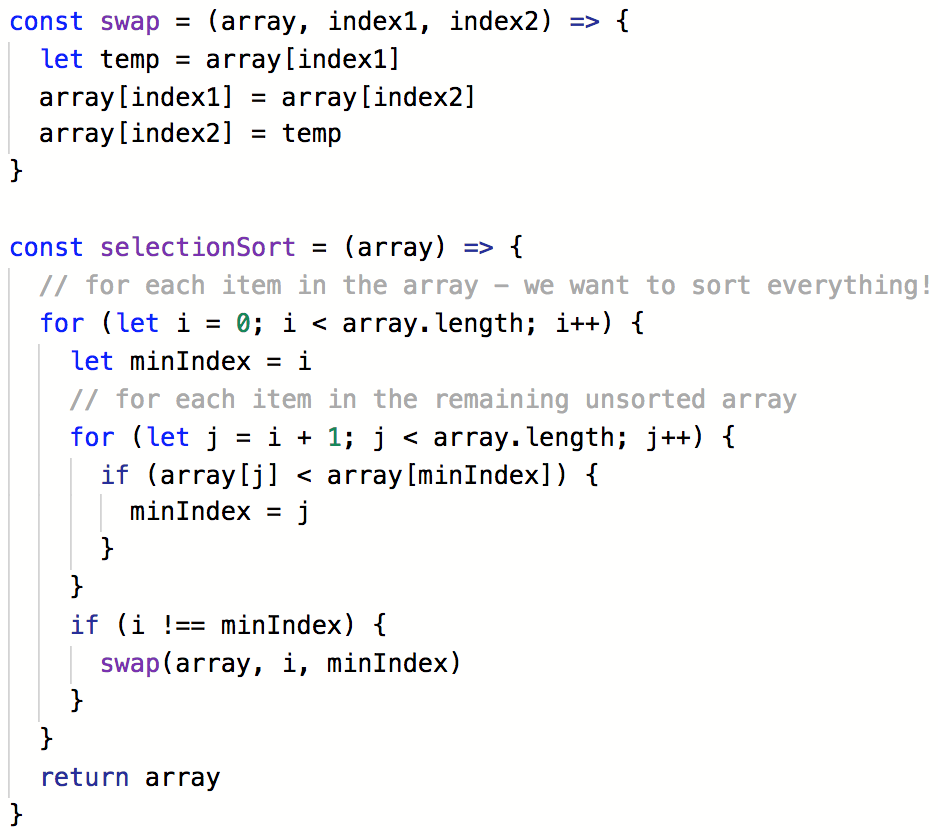 const swap = (array, index1, index2) => {
  let temp = array[index1]
  array[index1] = array[index2]
  array[index2] = temp
}

const selectionSort = (array) => {
  // for each item in the array – we want to sort everything!
  for (let i = 0; i < array.length; i++) {
    let minIndex = i
    // for each item in the remaining unsorted array
    for (let j = i + 1; j < array.length; j++) {
      if (array[j] < array[minIndex]) {
        minIndex = j
      }
    }
    if (i !== minIndex) {
      swap(array, i, minIndex)
    }
  }
  return array
}